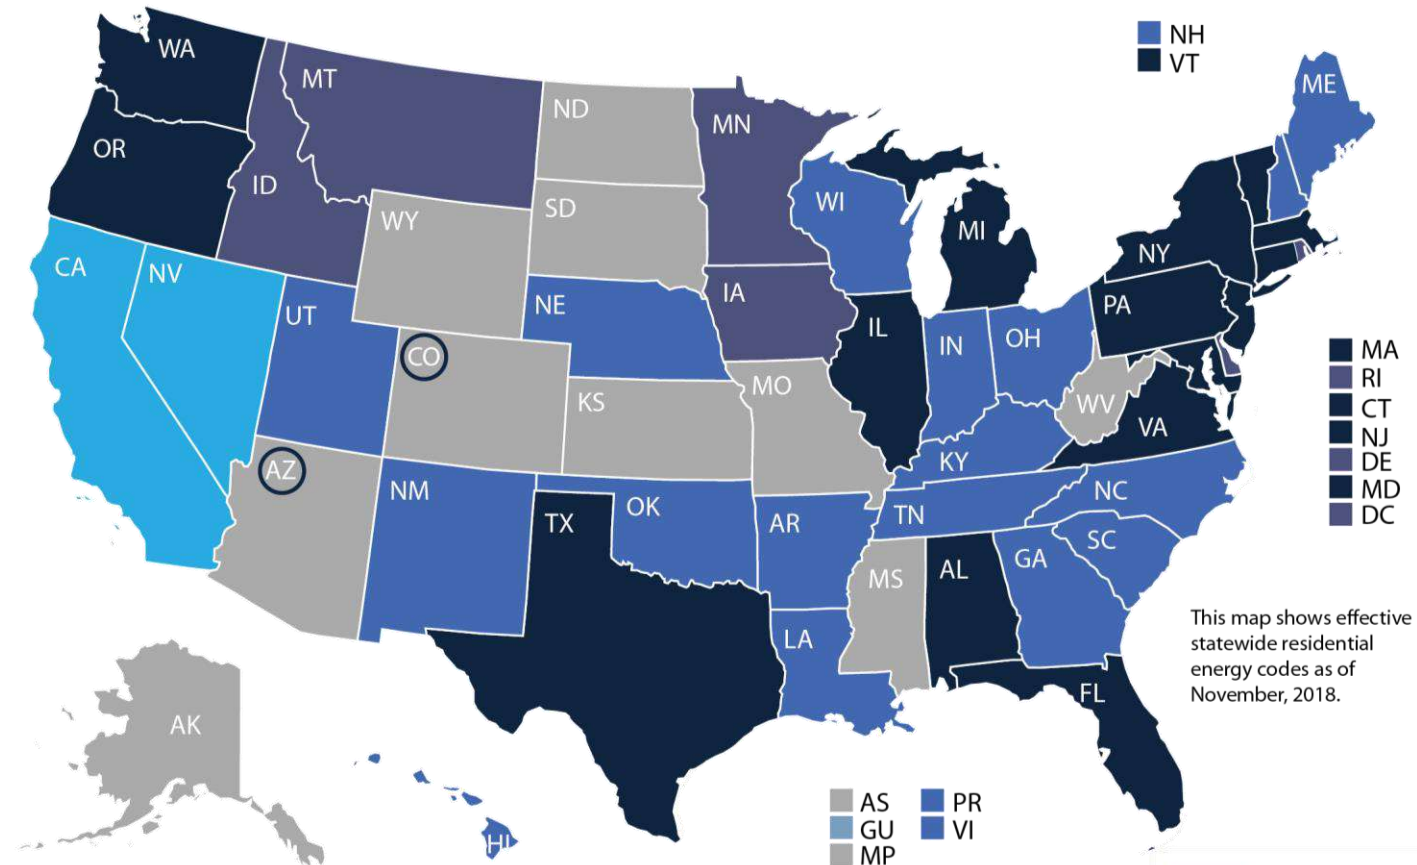 NH
VT
WA
MT
ND
MN
ME
OR
ID
SD
WI
MI
WY
NY
CA
NV
UT
NE
IA
PA
IL
IN
OH
CO
MO
KS
WV
VA
MA
RI
CT
NJ
DE
MD
DC
AZ
NM
OK
KY
NC
TX
AR
TN
SC
MS
AL
GA
LA
FL
This map shows effective
statewide residential
energy codes as of
November, 2018.
AK
HI
AS
PR
GU
VI
MP